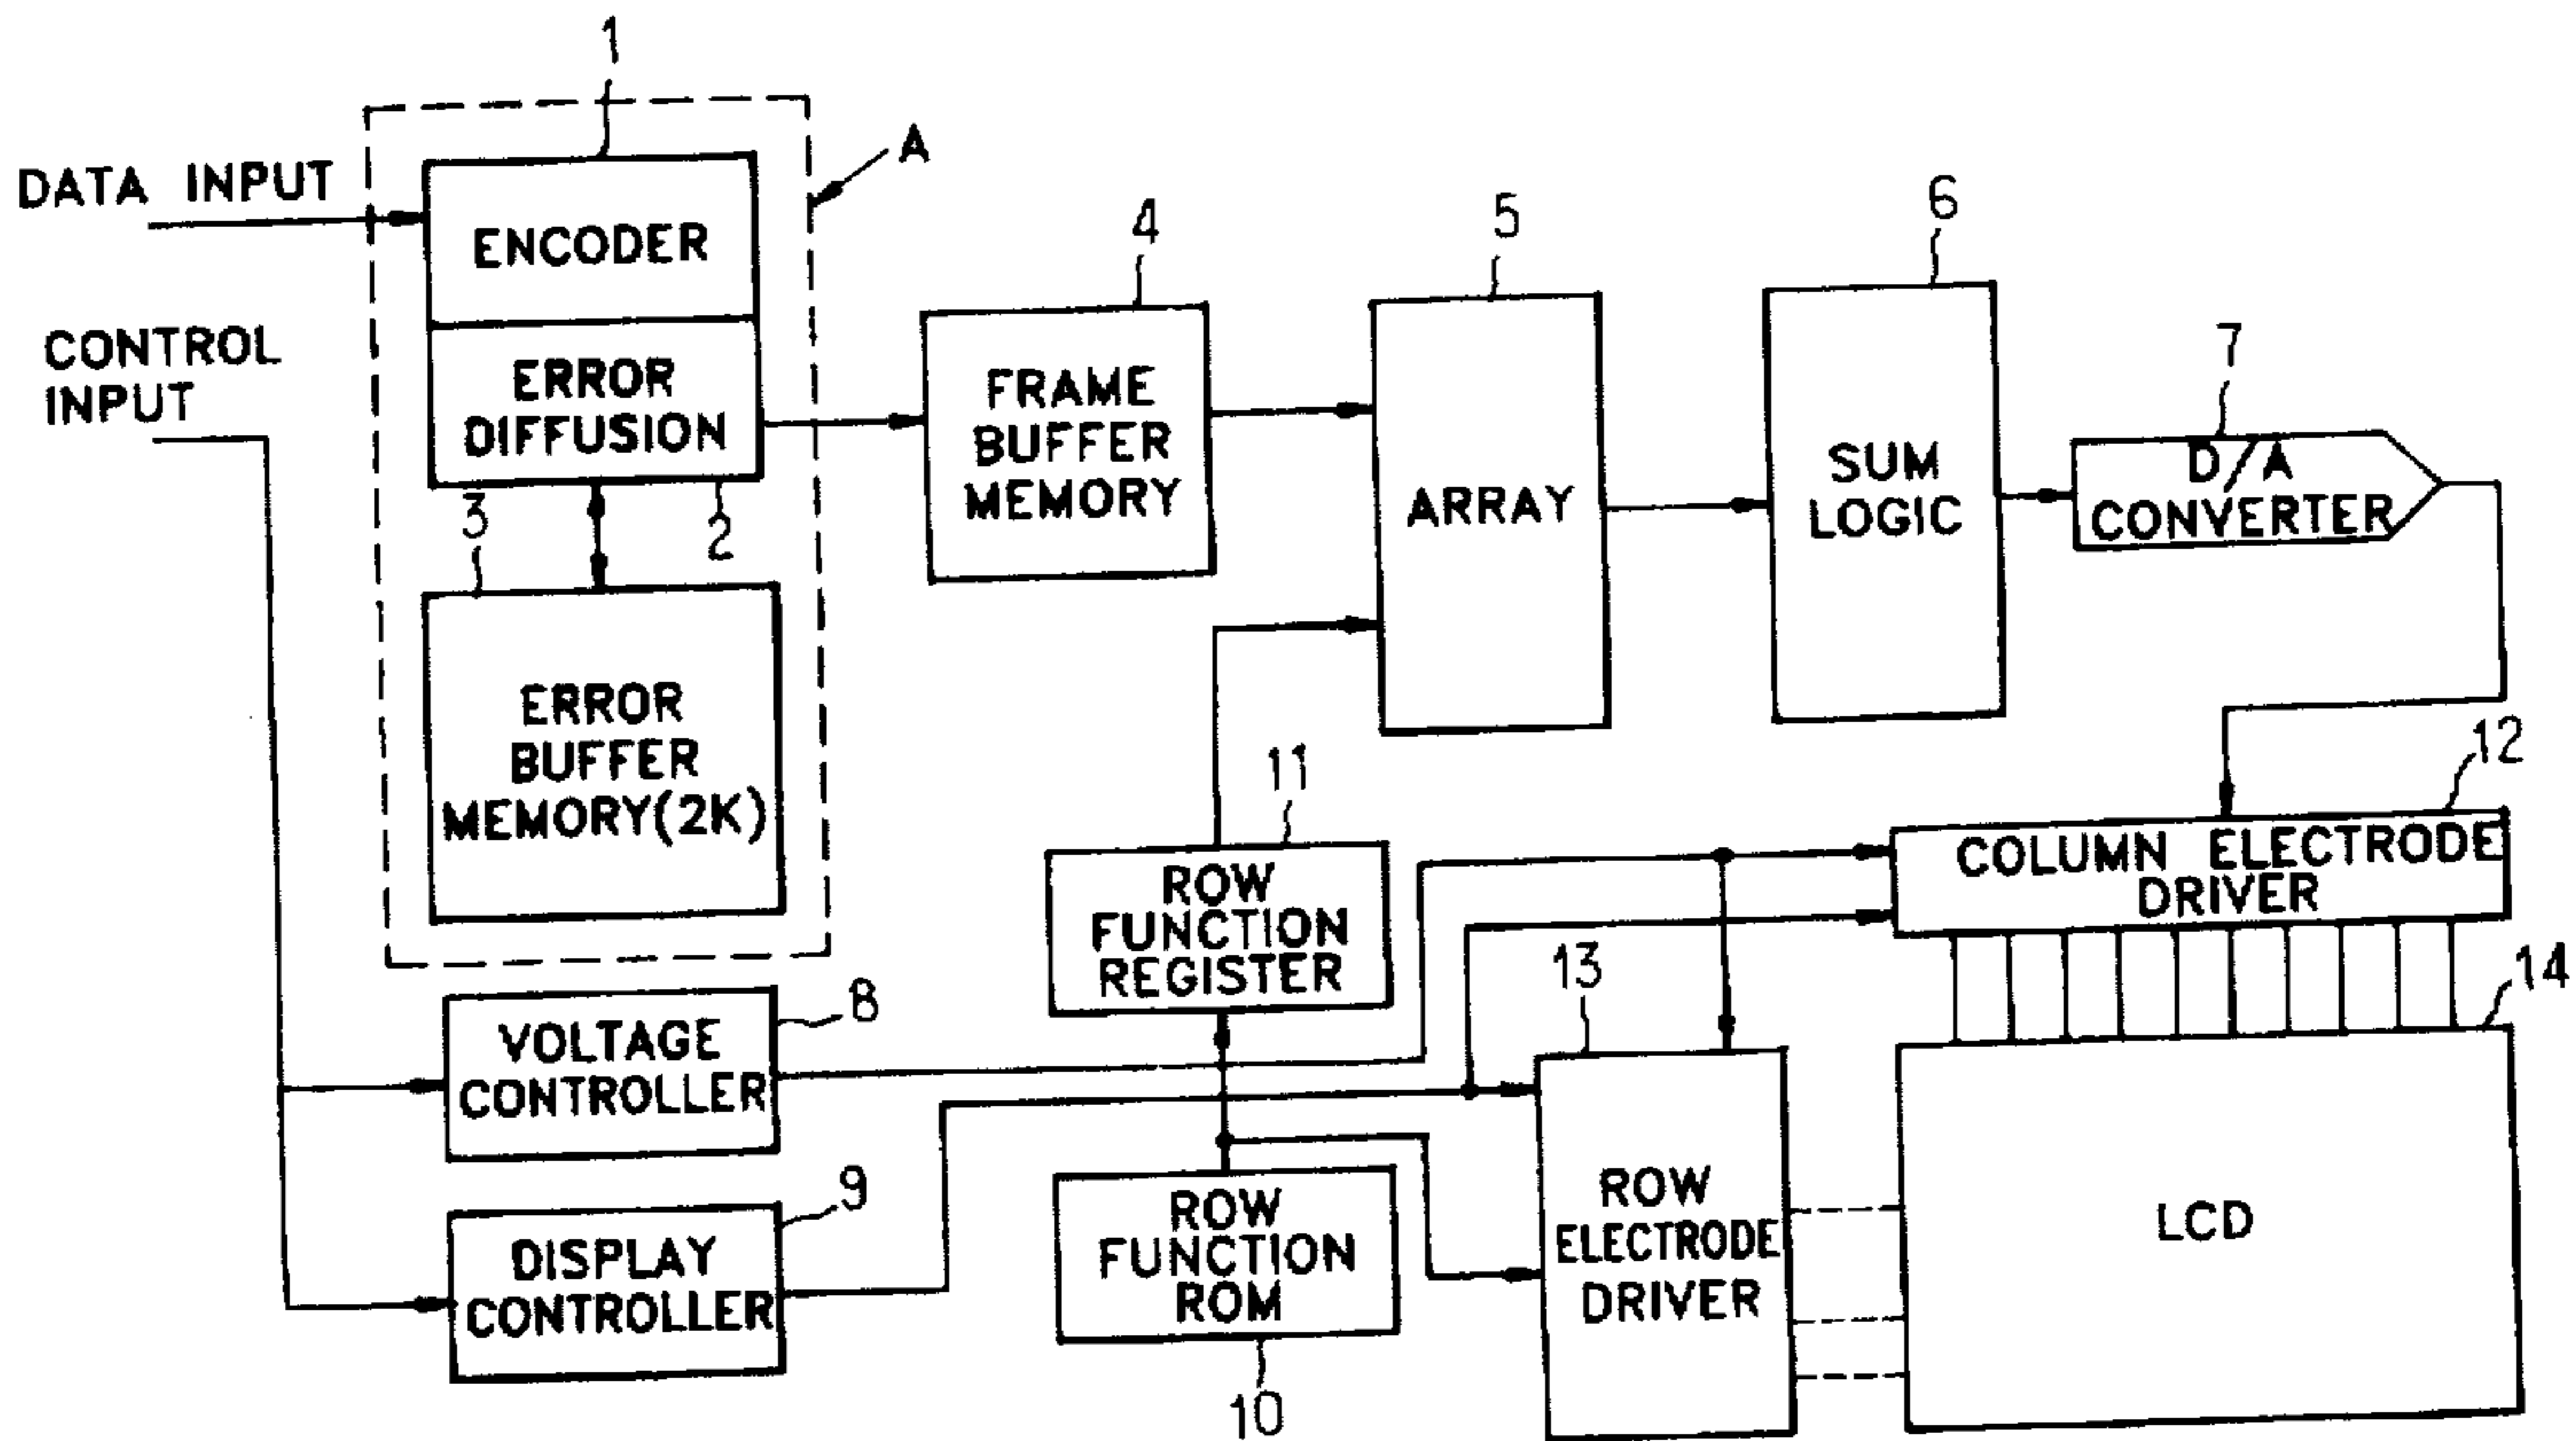 1
A
DATA INPUT
ENCODER
CONTROL
INPUT
ERROR
DIFFUSION
3
2
ERROR
BUFFER
MEMORY(2K)
4
FRAME
BUFFER
MEMORY
5
ARRAY
6
SUM
LOGIC
7
D/A
CONVERTER
11
ROW
FUNCTION
REGISTER
12
COLUMN ELECTRODE
DRIVER
8
VOLTAGE
CONTROLLER
9
DISPLAY
CONTROLLER
ROW
FUNCTION
ROM
10
13
ROW
ELECTRODE
DRIVER
14
LCD